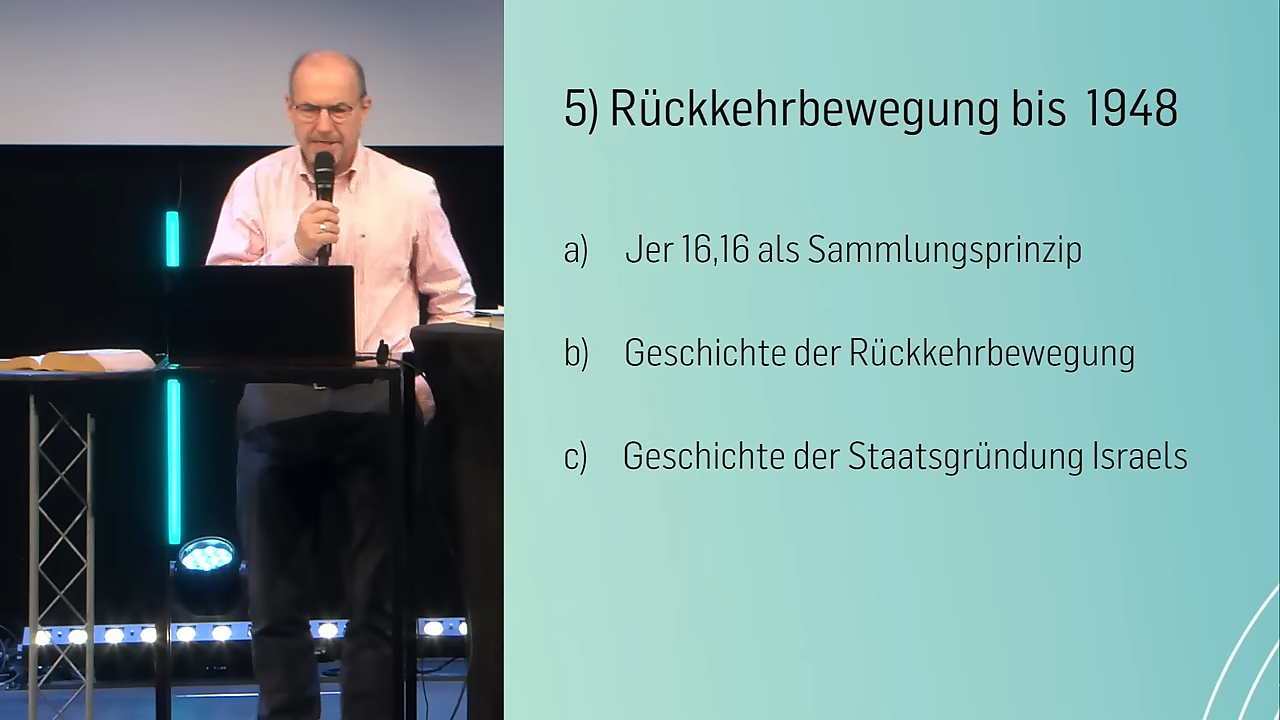 5) Rückkehrbewegung bis 1948
a) Jer 16,16 als Sammlungsprinzip
b) Geschichte der Rückkehrbewegung
c) Geschichte der Staatsgründung Israels